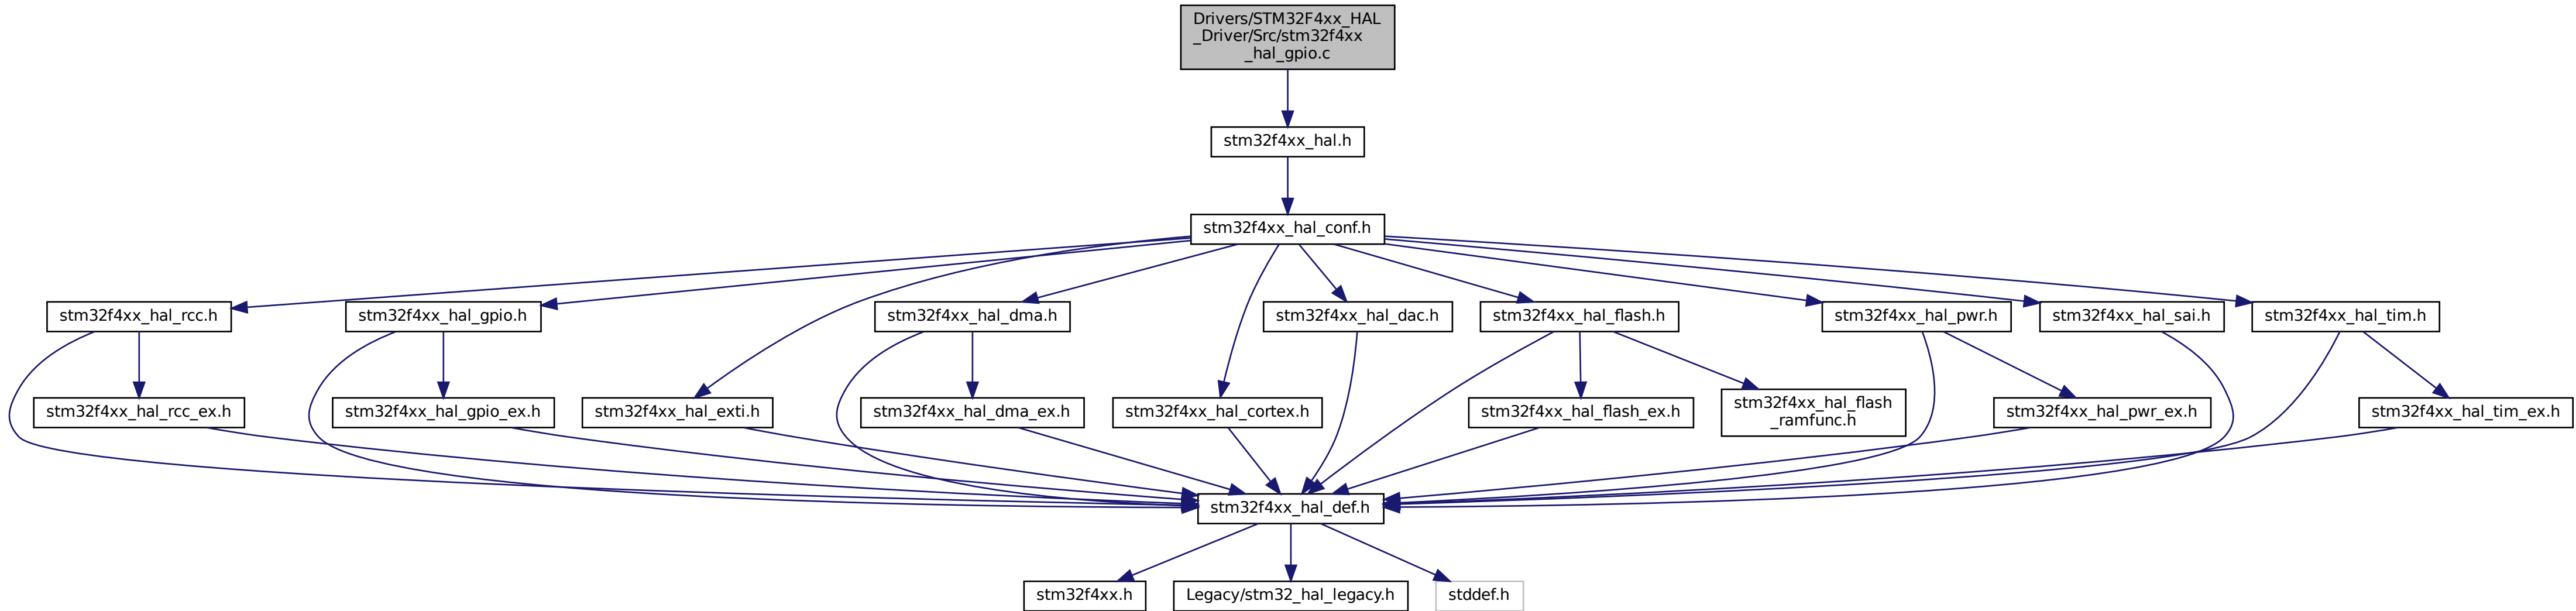 Drivers/STM32F4xx_HAL
_Driver/Src/stm32f4xx
_hal_gpio.c
stm32f4xx_hal.h
stm32f4xx_hal_conf.h
stm32f4xx_hal_rcc.h
stm32f4xx_hal_gpio.h
stm32f4xx_hal_dma.h
stm32f4xx_hal_dac.h
stm32f4xx_hal_flash.h
stm32f4xx_hal_pwr.h
stm32f4xx_hal_sai.h
stm32f4xx_hal_tim.h
stm32f4xx_hal_rcc_ex.h
stm32f4xx_hal_gpio_ex.h
stm32f4xx_hal_exti.h
stm32f4xx_hal_dma_ex.h
stm32f4xx_hal_cortex.h
stm32f4xx_hal_flash_ex.h
stm32f4xx_hal_flash
_ramfunc.h
stm32f4xx_hal_pwr_ex.h
stm32f4xx_hal_tim_ex.h
stm32f4xx_hal_def.h
stm32f4xx.h
Legacy/stm32_hal_legacy.h
stddef.h